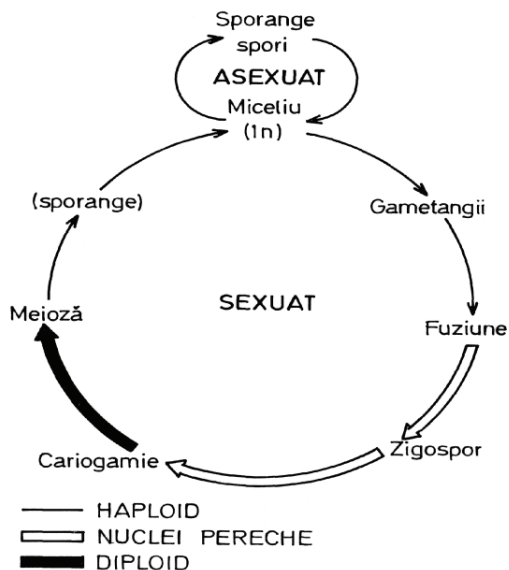 Sporange
spori
ASEXUAT
Miceliu
(1n)
(sporange)
Gametangii
Meioză
SEXUAT
Fuziune
Cariogamie
Zigospor
HAPLOID
NUCLEI PERECHE
DIPLOID